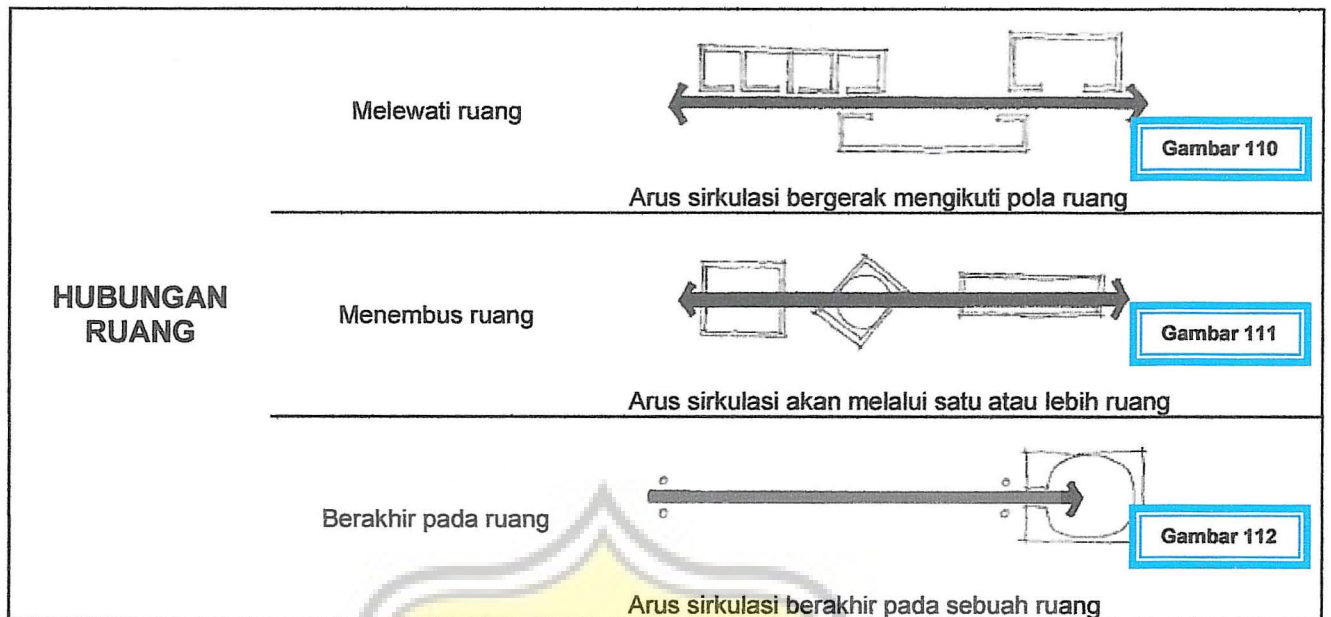 HUBUNGAN
RUANG
Melewati ruang
Gambar 110
Arus sirkulasi bergerak mengikuti pola ruang
Menembus ruang
Gambar 111
Arus sirkulasi akan melalui satu atau lebih ruang
Berakhir pada ruang
Gambar 112
Arus sirkulasi berakhir pada sebuah ruang